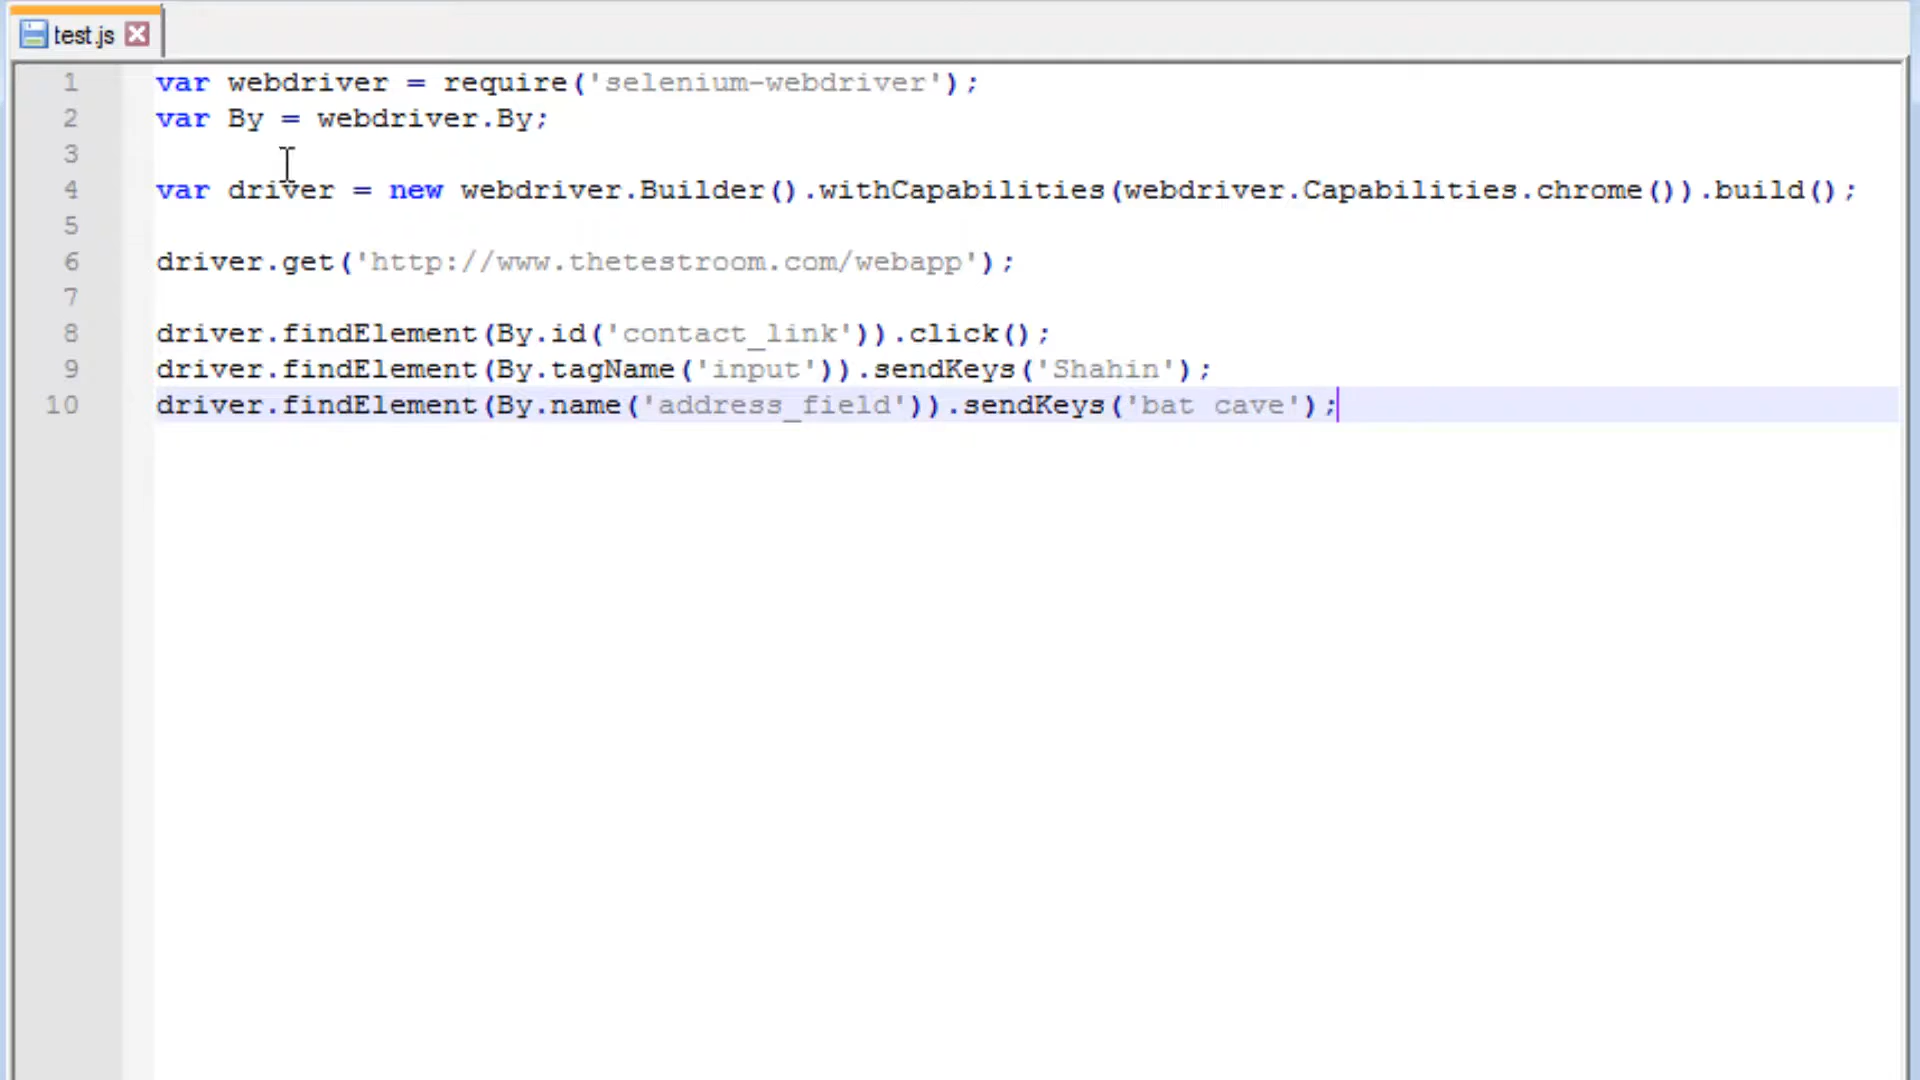 test.js
1 var webdriver = require('selenium-webdriver');
2 var By = webdriver.By;
3
4 var driver = new webdriver.Builder().withCapabilities(webdriver.Capabilities.chrome()).build();
5
6 driver.get('http://www.thetestroom.com/webapp');
7
8 driver.findElement(By.id('contact_link')).click();
9 driver.findElement(By.tagName('input')).sendKeys('Shahin');
10 driver.findElement(By.name('address_field')).sendKeys('bat cave');